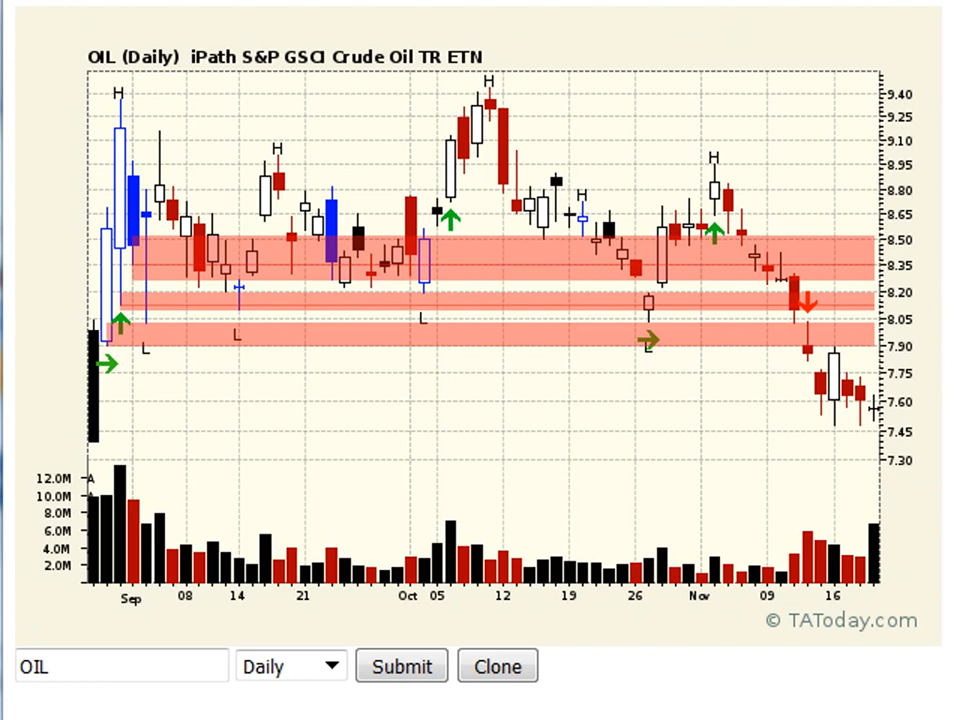 OIL (Daily)  iPath S&P GSCI Crude Oil TR ETN
H
H
H
H
H
L
L
L
L
9.40
9.25
9.10
8.95
8.80
8.65
8.50
8.35
8.20
8.05
7.90
7.75
7.60
7.45
7.30
A
12.0M
10.0M
8.0M
6.0M
4.0M
2.0M
Sep 08 14 21 Oct 05 12 19 26 Nov 09 16
© TAToday.com
OIL Daily Submit Clone